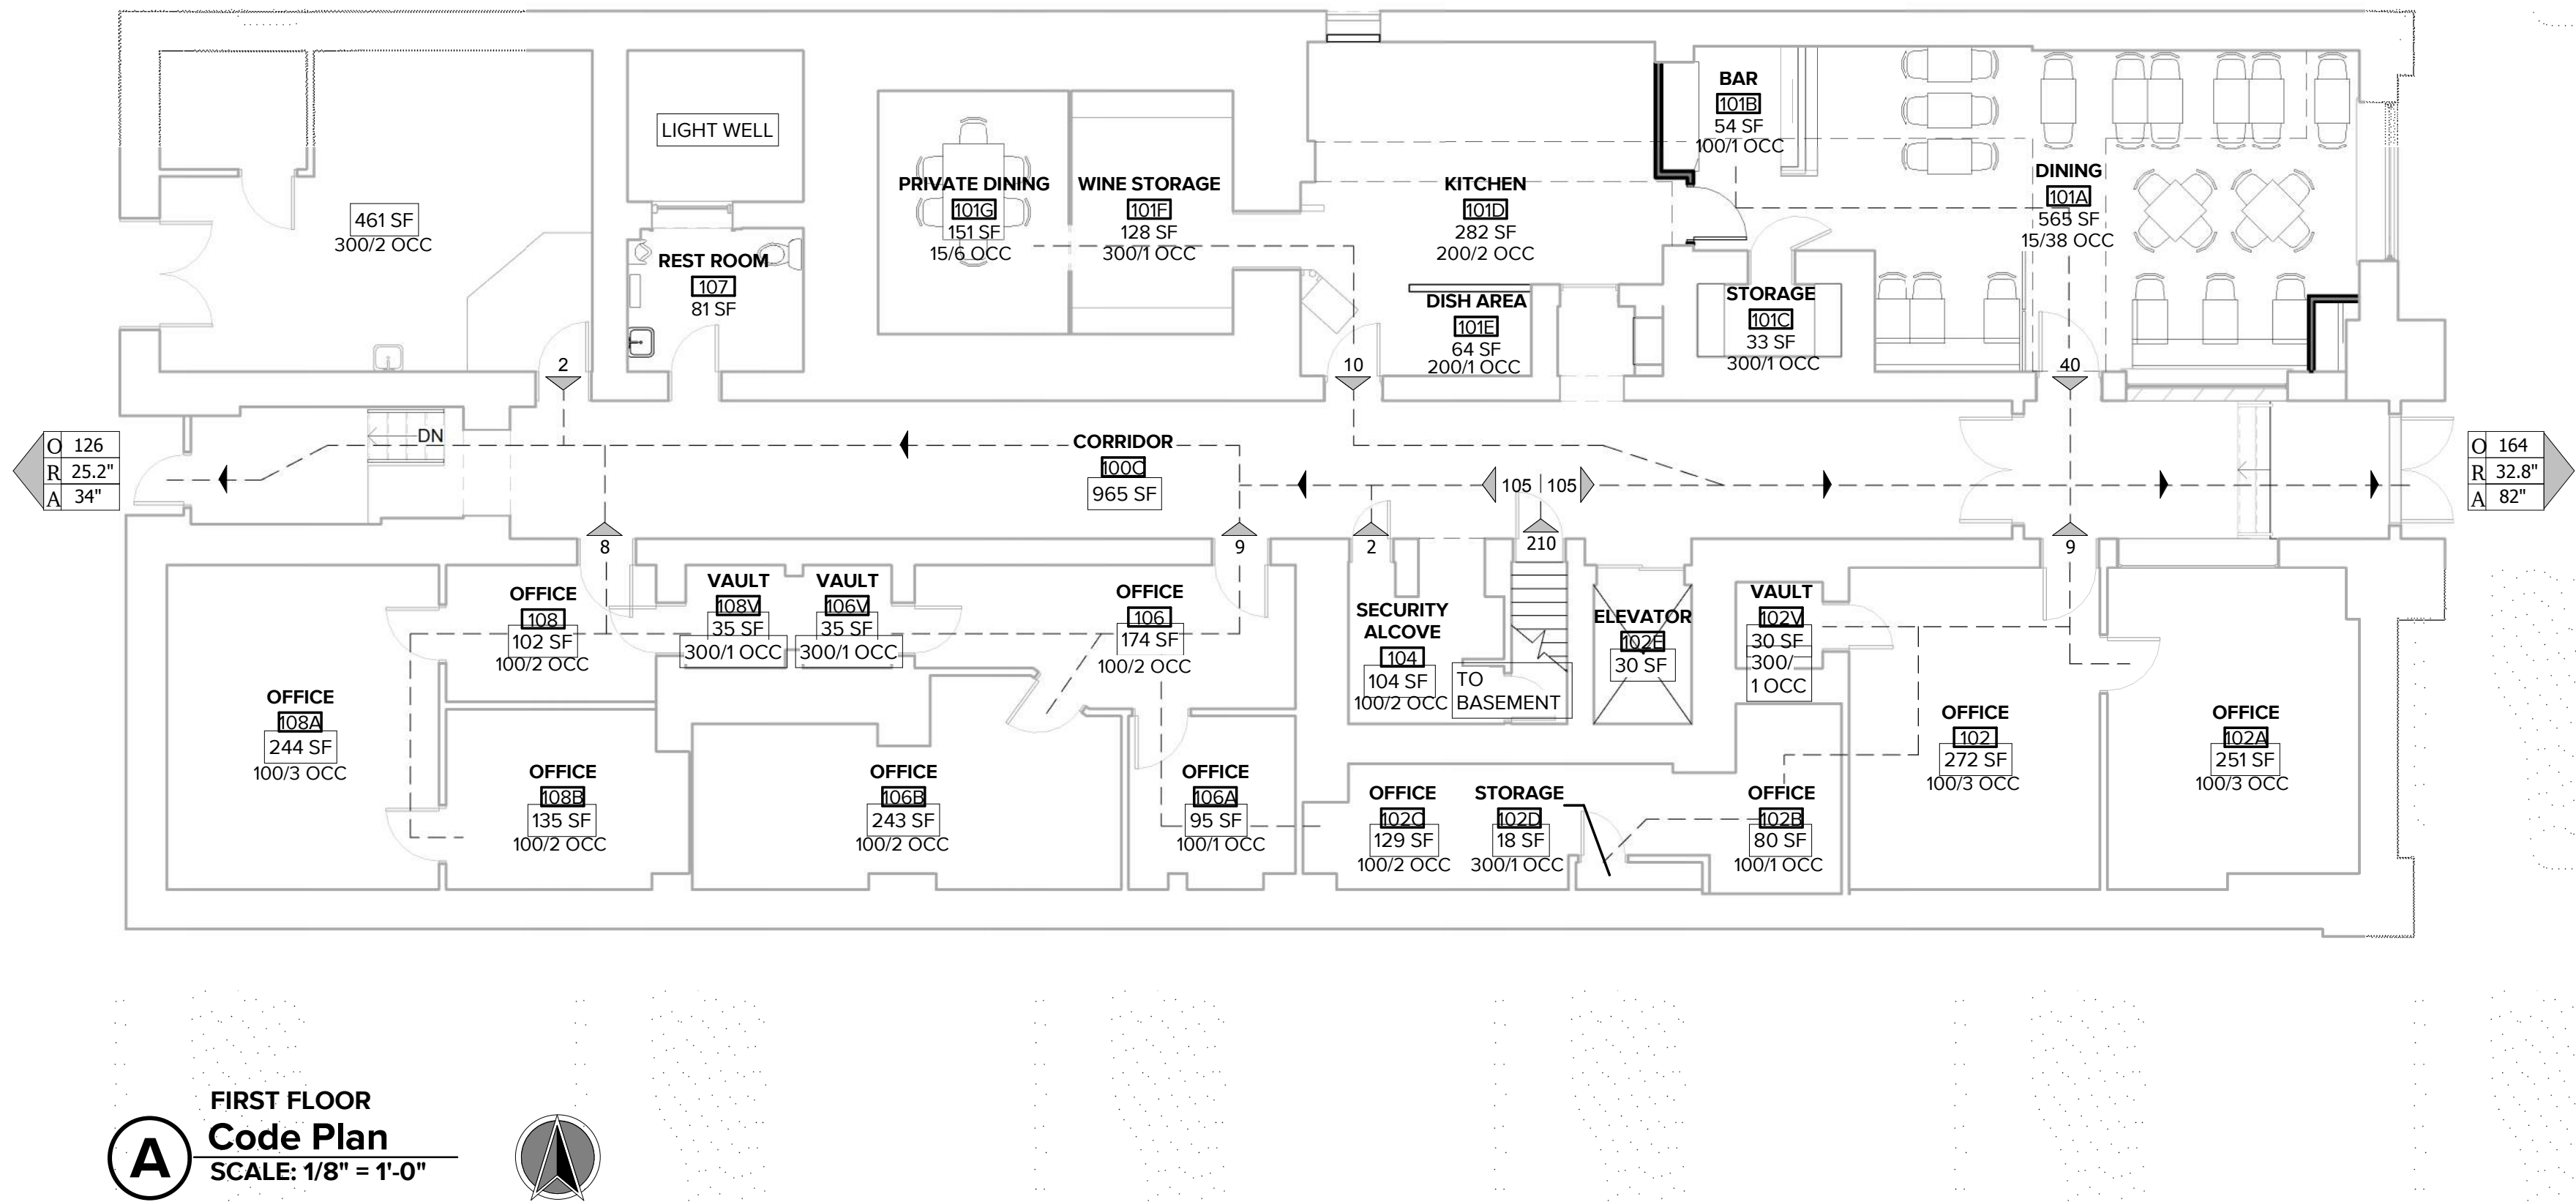 LIGHT WELL
461 SF
300/2 OCC
REST ROOM
107
81 SF
PRIVATE DINING
101G
151 SF
15/6 OCC
WINE STORAGE
101F
128 SF
300/1 OCC
KITCHEN
101D
282 SF
200/2 OCC
DISH AREA
101E
64 SF
200/1 OCC
BAR
101B
54 SF
100/1 OCC
STORAGE
101C
33 SF
300/1 OCC
DINING
101A
565 SF
15/38 OCC
2
10
40
O 126
R 25.2"
A 34"
DN
CORRIDOR
100C
965 SF
105 105
O 164
R 32.8"
A 82"
8
9
2
210
9
OFFICE
108A
244 SF
100/3 OCC
OFFICE
108
102 SF
100/2 OCC
OFFICE
108B
135 SF
100/2 OCC
VAULT
108V
35 SF
300/1 OCC
VAULT
106V
35 SF
300/1 OCC
OFFICE
106
174 SF
100/2 OCC
OFFICE
106B
243 SF
100/2 OCC
OFFICE
106A
95 SF
100/1 OCC
SECURITY
ALCOVE
104
104 SF
100/2 OCC
TO
BASEMENT
ELEVATOR
102E
30 SF
VAULT
102V
30 SF
300/
1 OCC
OFFICE
102C
129 SF
100/2 OCC
STORAGE
102D
18 SF
300/1 OCC
OFFICE
102B
80 SF
100/1 OCC
OFFICE
102
272 SF
100/3 OCC
OFFICE
102A
251 SF
100/3 OCC
A
FIRST FLOOR
Code Plan
SCALE: 1/8" = 1'-0"